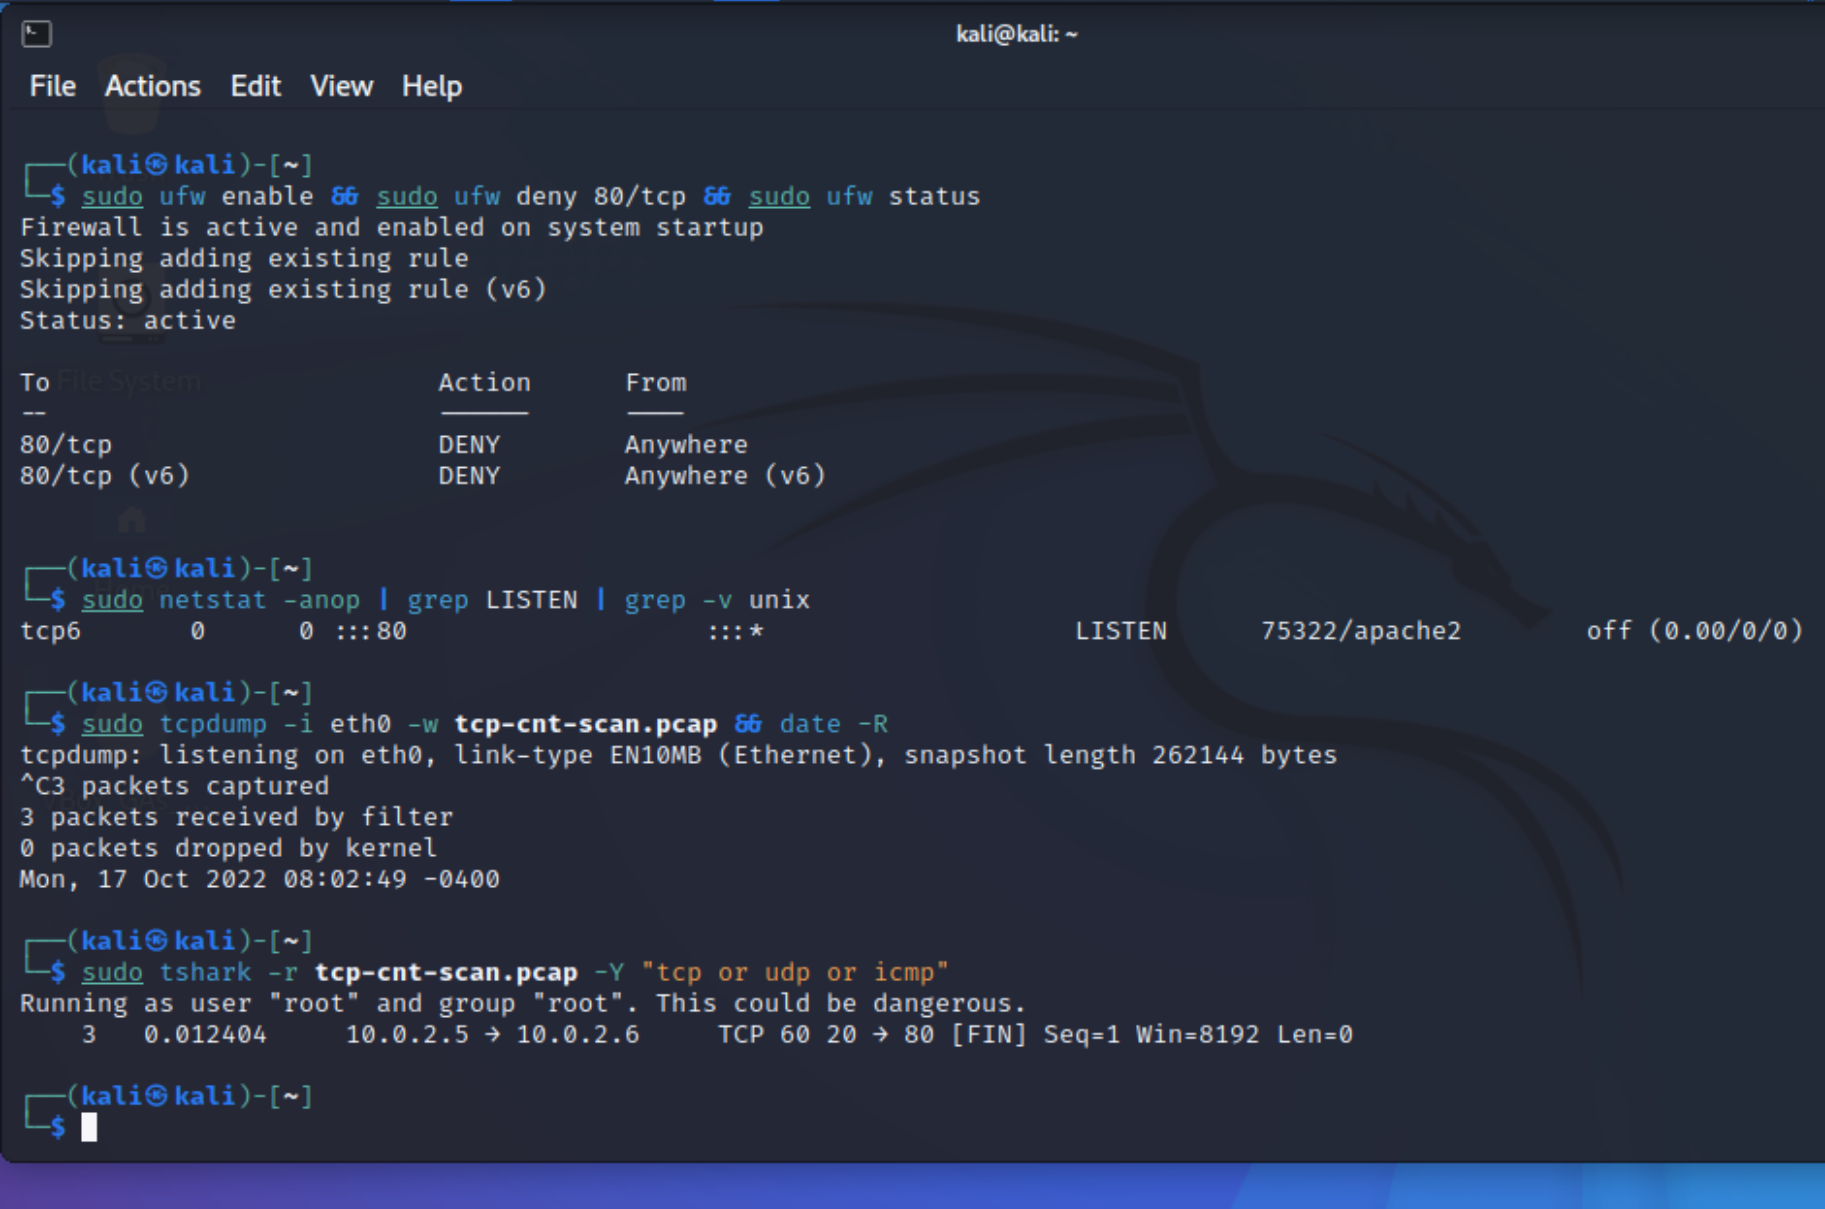 kali@kali: ~
File Actions Edit View Help
┌──(kali㉿kali)-[~]
└─$ sudo ufw enable && sudo ufw deny 80/tcp && sudo ufw status
Firewall is active and enabled on system startup
Skipping adding existing rule
Skipping adding existing rule (v6)
Status: active
To Action From
-- ------ ----
80/tcp DENY Anywhere
80/tcp (v6) DENY Anywhere (v6)
┌──(kali㉿kali)-[~]
└─$ sudo netstat -anop | grep LISTEN | grep -v unix
tcp6 0 0 :::80 :::* LISTEN 75322/apache2 off (0.00/0/0)
┌──(kali㉿kali)-[~]
└─$ sudo tcpdump -i eth0 -w tcp-cnt-scan.pcap && date -R
tcpdump: listening on eth0, link-type EN10MB (Ethernet), snapshot length 262144 bytes
^C3 packets captured
3 packets received by filter
0 packets dropped by kernel
Mon, 17 Oct 2022 08:02:49 -0400
┌──(kali㉿kali)-[~]
└─$ sudo tshark -r tcp-cnt-scan.pcap -Y "tcp or udp or icmp"
Running as user "root" and group "root". This could be dangerous.
3 0.012404 10.0.2.5 → 10.0.2.6 TCP 60 20 → 80 [FIN] Seq=1 Win=8192 Len=0
┌──(kali㉿kali)-[~]
└─$
File System